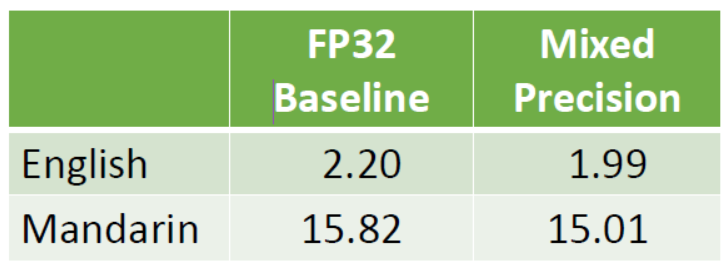 FP32 Mixed
Baseline Precision
English 2.20 1.99
Mandarin 15.82 15.01